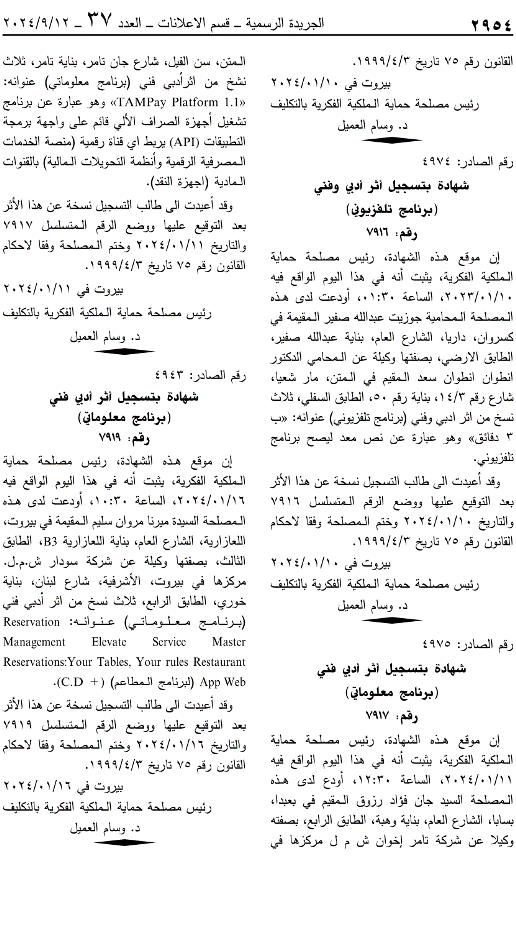 ٢٩٥٤
الجريدة الرسمية – قسم الاعلانات – العدد ٣٧ – ٢٠٢٤/٩/١٢
القانون رقم ٧٥ تاريخ ١٩٩٩/٤/٣.
بيروت في ٢٠٢٤/٠١/١٠
رئيس مصلحة حماية الملكية الفكرية بالتكليف
د. وسام العميل
رقم الصادر: ٤٩٧٤
شهادة بتسجيل أثر أدبي وفني
(برنامج تلفزيوني)
رقم: ٧٩١٦
إن موقع هذه الشهادة، رئيس مصلحة حماية
الملكية الفكرية، يثبت أنه في هذا اليوم الواقع فيه
٢٠٢٣/٠١/١٠، الساعة ٠١:٣٠، أودعت لدى هذه
المصلحة المحامية جوزيت عبدالله صفير المقيمة في
كسروان، داريا، الشارع العام، بناية عبدالله صفير،
الطابق الارضي، بصفتها وكيلة عن المحامي الدكتور
انطوان انطوان سعد المقيم في المتن، مار شعيا،
شارع رقم ١٤/٣، بناية رقم ٥٠، الطابق السفلي، ثلاث
نسخ من اثر ادبي وفني (برنامج تلفزيوني) عنوانه: «ب
٣ دقائق» وهو عبارة عن نص معد ليصح برنامج
تلفزيوني.
وقد أعيدت الى طالب التسجيل نسخة عن هذا الأثر
بعد التوقيع عليها ووضع الرقم المتسلسل ٧٩١٦
والتاريخ ٢٠٢٤/٠١/١٠ وختم المصلحة وفقا لاحكام
القانون رقم ٧٥ تاريخ ١٩٩٩/٤/٣.
بيروت في ٢٠٢٤/٠١/١٠
رئيس مصلحة حماية الملكية الفكرية بالتكليف
د. وسام العميل
رقم الصادر: ٤٩٧٥
شهادة بتسجيل أثر أدبي فني
(برنامج معلوماتي)
رقم: ٧٩١٧
إن موقع هذه الشهادة، رئيس مصلحة حماية
الملكية الفكرية، يثبت أنه في هذا اليوم الواقع فيه
٢٠٢٤/٠١/١١، الساعة ١٢:٣٠، أودع لدى هذه
المصلحة السيد جان فؤاد رزوق المقيم في بعبدا،
بسابا، الشارع العام، بناية وهبة، الطابق الرابع، بصفته
وكيلا عن شركة تامر إخوان ش م ل مركزها في
المتن، سن الفيل، شارع جان تامر، بناية تامر، ثلاث
نشخ من اثرأدبي فني (برنامج معلوماتي) عنوانه:
«TAMPay Platform 1.1» وهو عبارة عن برنامج
تشغيل أجهزة الصراف الألي قائم على واجهة برمجة
التطبيقات (API) يربط اي قناة رقمية (منصة الخدمات
المصرفية الرقمية وأنظمة التحويلات المالية) بالقنوات
المادية (اجهزة النقد).
وقد أعيدت الى طالب التسجيل نسخة عن هذا الأثر
بعد التوقيع عليها ووضع الرقم المتسلسل ٧٩١٧
والتاريخ ٢٠٢٤/٠١/١١ وختم المصلحة وفقا لاحكام
القانون رقم ٧٥ تاريخ ١٩٩٩/٤/٣.
بيروت في ٢٠٢٤/٠١/١١
رئيس مصلحة حماية الملكية الفكرية بالتكليف
د. وسام العميل
رقم الصادر: ٤٩٤٣
شهادة بتسجيل أثر أدبي فني
(برنامج معلوماتي)
رقم: ٧٩١٩
إن موقع هذه الشهادة، رئيس مصلحة حماية
الملكية الفكرية، يثبت أنه في هذا اليوم الواقع فيه
٢٠٢٤/٠١/١٦، الساعة ١٠:٣٠، أودعت لدى هذه
المصلحة السيدة ميرنا مروان سليم المقيمة في بيروت،
اللعازارية، الشارع العام، بناية اللعازارية B3، الطابق
الثالث، بصفتها وكيلة عن شركة سودار ش.م.ل.
مركزها في بيروت، الأشرفية، شارع لبنان، بناية
خوري، الطابق الرابع، ثلاث نسخ من اثر أدبي فني
(برنامج معلوماتي) عنوانه: Reservation
Management Elevate Service Master
Reservations:Your Tables, Your rules Restaurant
App Web (لبرنامج المطاعم) (+ C.D).
وقد أعيدت الى طالب التسجيل نسخة عن هذا الأثر
بعد التوقيع عليها ووضع الرقم المتسلسل ٧٩١٩
والتاريخ ٢٠٢٤/٠١/١٦ وختم المصلحة وفقا لاحكام
القانون رقم ٧٥ تاريخ ١٩٩٩/٤/٣.
بيروت في ٢٠٢٤/٠١/١٦
رئيس مصلحة حماية الملكية الفكرية بالتكليف
د. وسام العميل